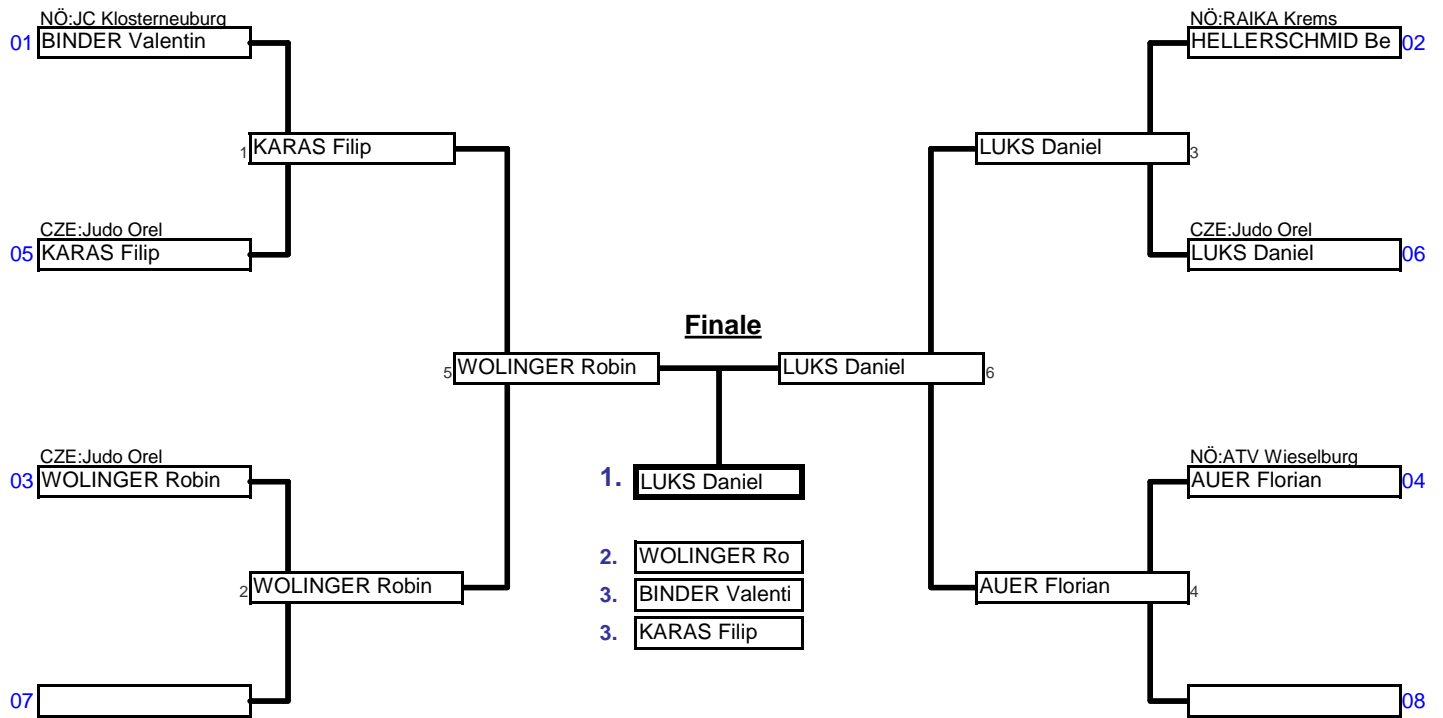 NÖ:JC Klosterneuburg
01 BINDER Valentin
NÖ:RAIKA Krems
HELLERSCHMID Be 02
1 KARAS Filip
LUKS Daniel 3
CZE:Judo Orel
05 KARAS Filip
CZE:Judo Orel
LUKS Daniel 06
Finale
5 WOLINGER Robin
LUKS Daniel 6
CZE:Judo Orel
03 WOLINGER Robin
1. LUKS Daniel
NÖ:ATV Wieselburg
AUER Florian 04
2. WOLINGER Ro
2 WOLINGER Robin
3. BINDER Valenti
AUER Florian 4
3. KARAS Filip
07
08